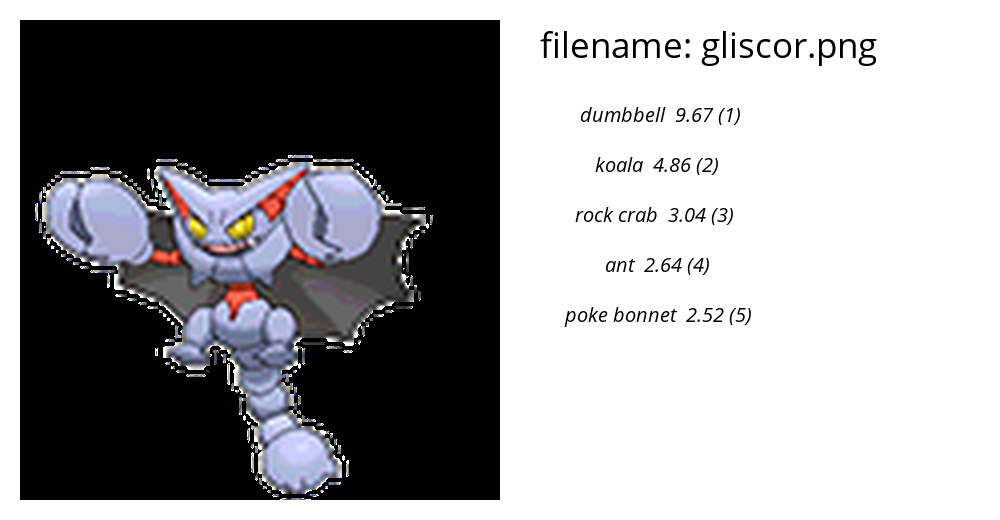 filename: gliscor.png
dumbbell 9.67 (1)
koala 4.86 (2)
rock crab 3.04 (3)
ant 2.64 (4)
poke bonnet 2.52 (5)